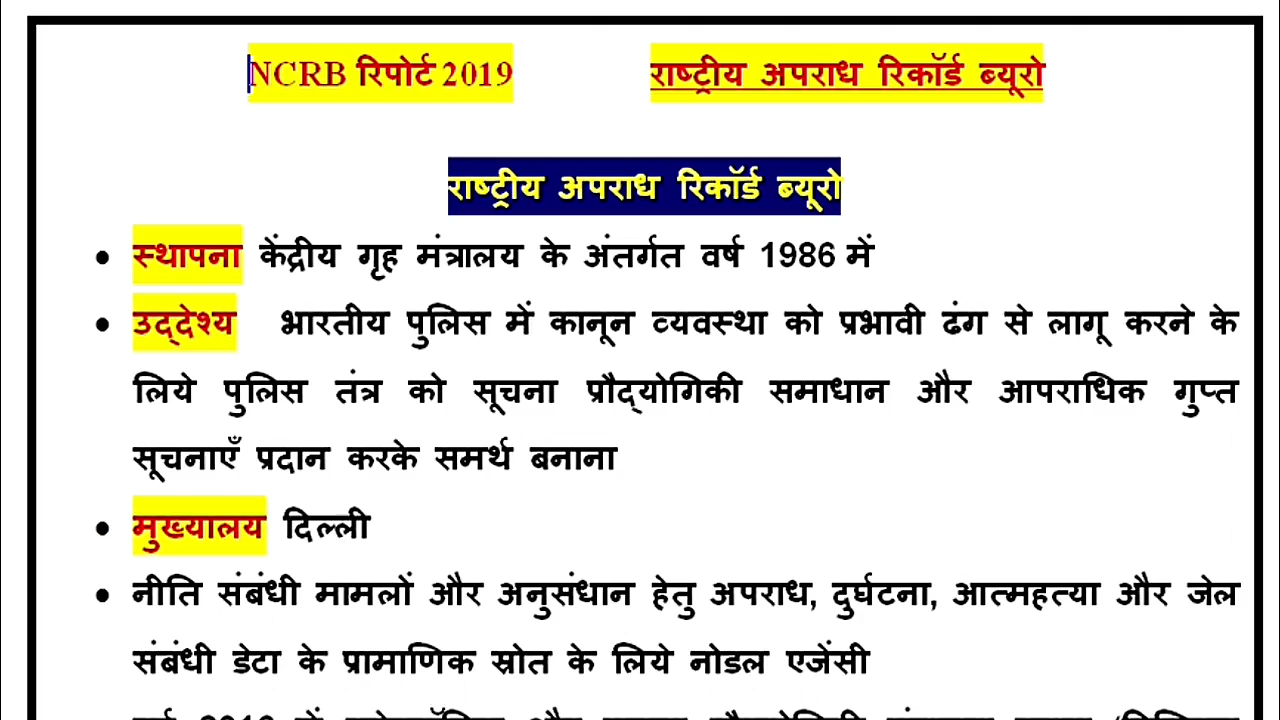 NCRB रिपोर्ट 2019 राष्ट्रीय अपराध रिकॉर्ड ब्यूरो
राष्ट्रीय अपराध रिकॉर्ड ब्यूरो
• स्थापना केंद्रीय गृह मंत्रालय के अंतर्गत वर्ष 1986 में
• उद्देश्य भारतीय पुलिस में कानून व्यवस्था को प्रभावी ढंग से लागू करने के
लिये पुलिस तंत्र को सूचना प्रौद्योगिकी समाधान और आपराधिक गुप्त
सूचनाएँ प्रदान करके समर्थ बनाना
• मुख्यालय दिल्ली
• नीति संबंधी मामलों और अनुसंधान हेतु अपराध, दुर्घटना, आत्महत्या और जेल
संबंधी डेटा के प्रामाणिक स्रोत के लिये नोडल एजेंसी